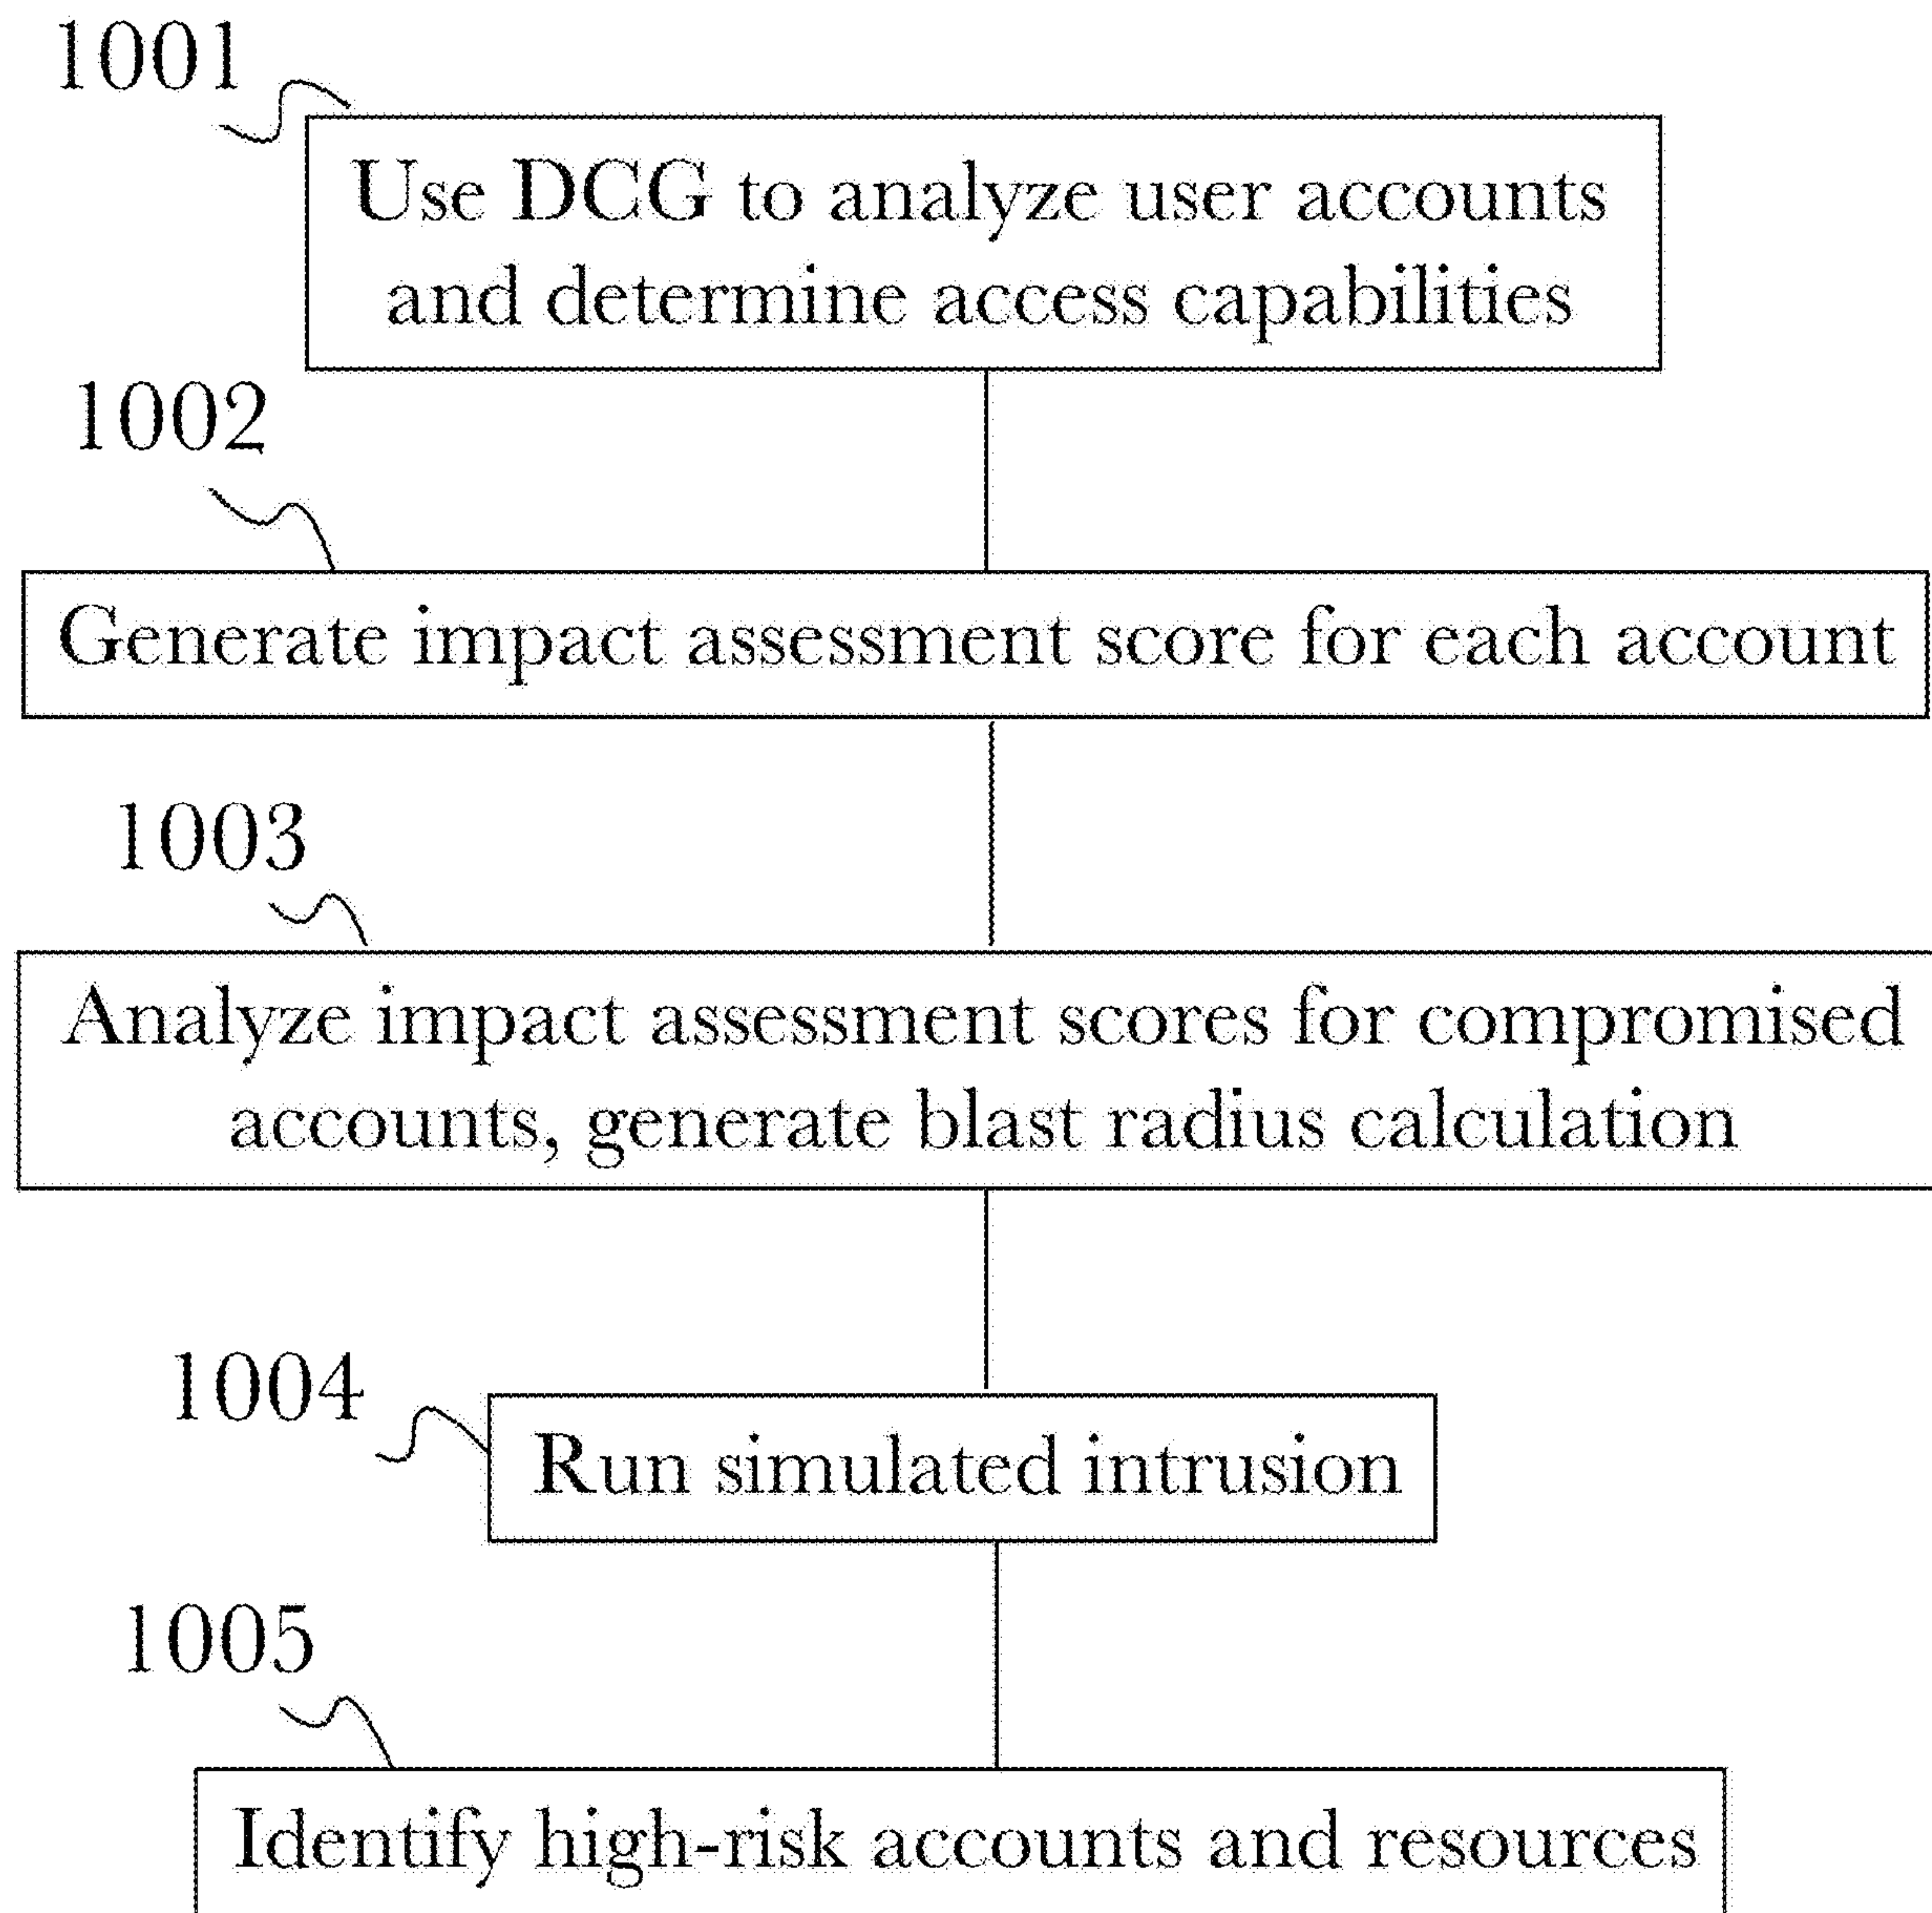 1001
Use DCG to analyze user accounts
and determine access capabilities
1002
Generate impact assessment score for each account
1003
Analyze impact assessment scores for compromised
accounts, generate blast radius calculation
1004
Run simulated intrusion
1005
Identify high-risk accounts and resources